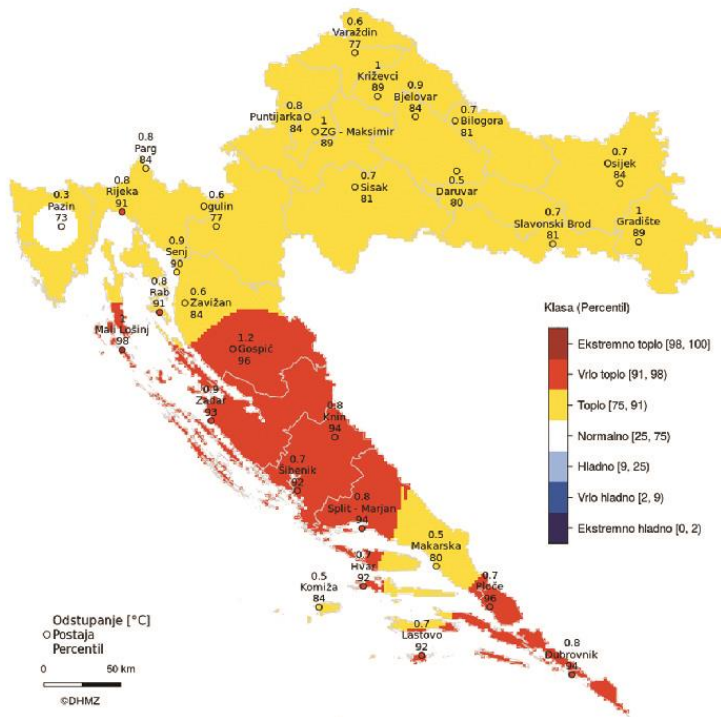 0.6
Varaždin
77
1
Križevci
89
0.9
Bjelovar
84
0.7
Bilogora
81
0.8
Puntijarka
84
1
ZG - Maksimir
89
0.8
Parg
84
0.7
Osijek
84
0.8
Rijeka
91
0.3
Pazin
73
0.6
Ogulin
77
0.7
Sisak
81
0.5
Daruvar
80
0.7
Slavonski Brod
81
1
Gradište
89
0.9
Senj
90
0.8
Rab
91
0.6
Zavižan
84
1
Mali Lošinj
98
1.2
Gospić
96
0.9
Zadar
93
0.8
Knin
94
0.7
Šibenik
92
0.8
Split - Marjan
94
0.5
Makarska
80
0.7
Hvar
92
0.5
Komiža
84
0.7
Ploče
96
0.7
Lastovo
92
0.8
Dubrovnik
94
Klasa (Percentil)
Ekstremno toplo [98, 100]
Vrlo toplo [91, 98)
Toplo [75, 91)
Normalno [25, 75)
Hladno [9, 25)
Vrlo hladno [2, 9)
Ekstremno hladno [0, 2)
Odstupanje [°C]
Postaja
Percentil
0 50 km
©DHMZ